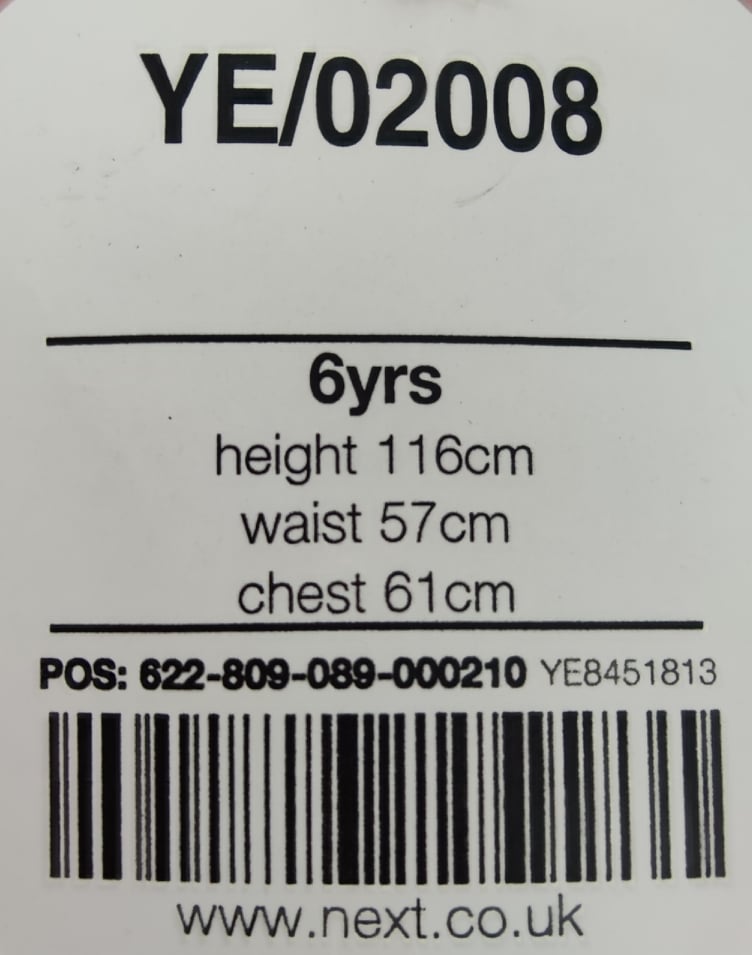 YE/02008
6yrs
height 116cm
waist 57cm
chest 61cm
POS: 622-809-089-000210 YE8451813
www.next.co.uk